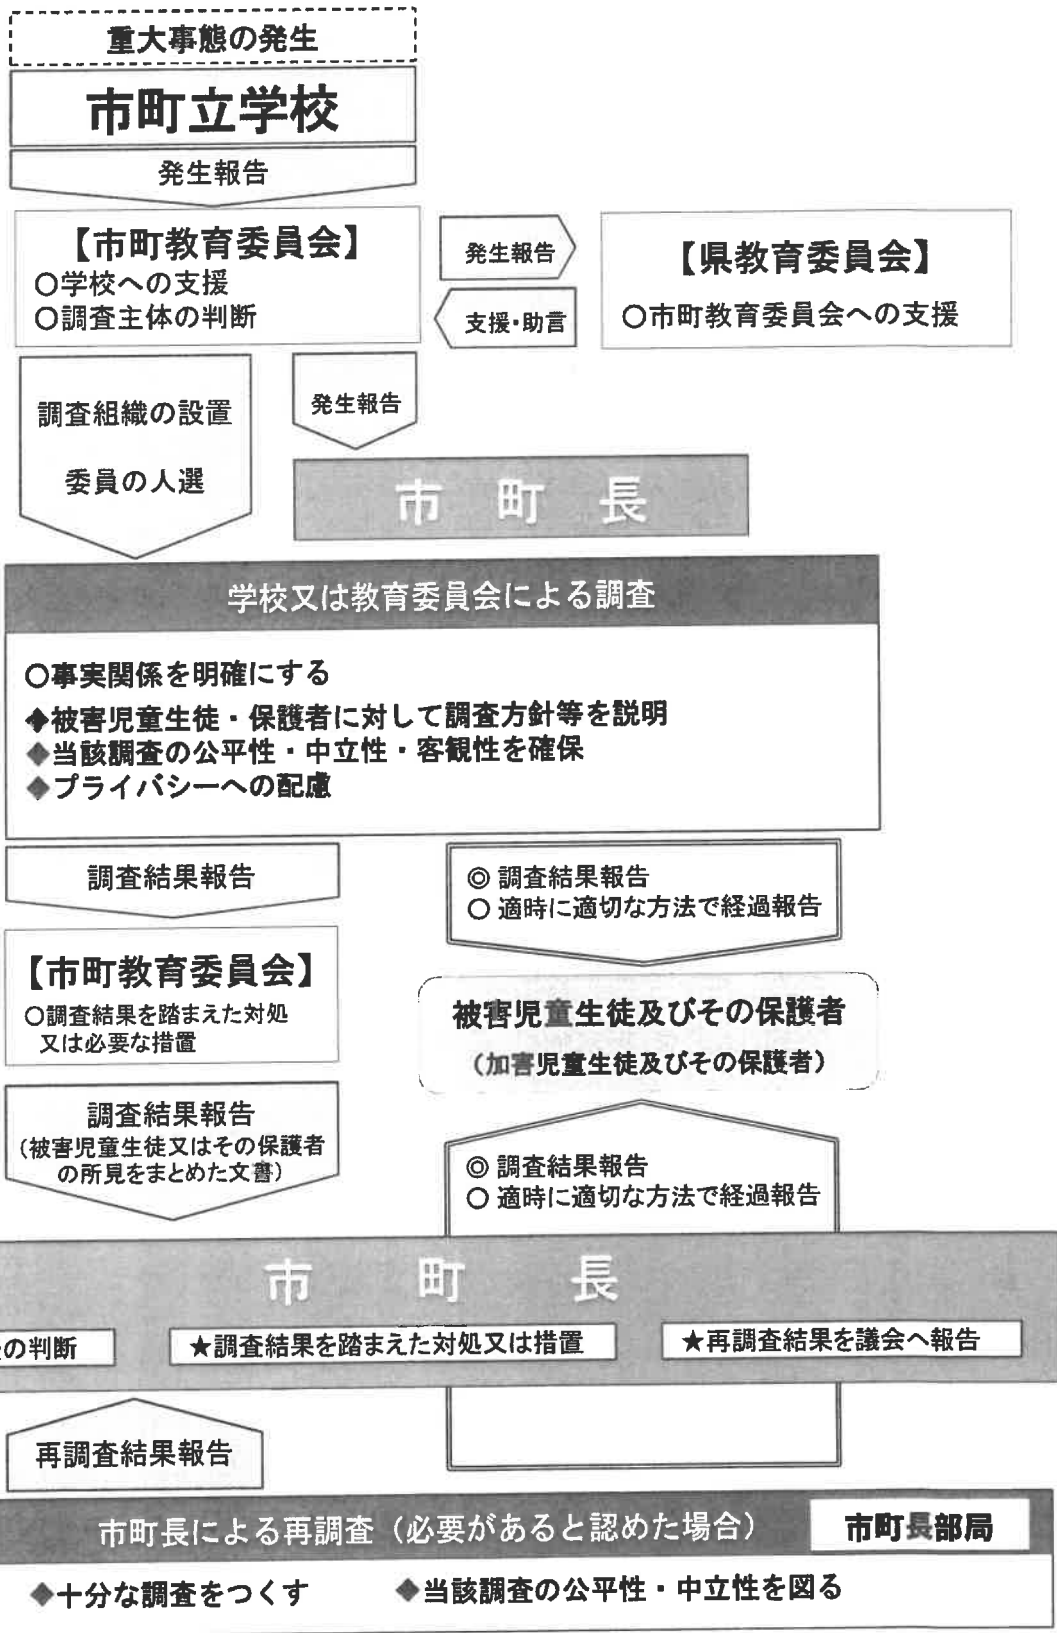 重大事態の発生
市町立学校
発生報告
【市町教育委員会】
○学校への支援
○調査主体の判断
発生報告
支援・助言
【県教育委員会】
○市町教育委員会への支援
調査組織の設置
委員の人選
発生報告
市町長
学校又は教育委員会による調査
○事実関係を明確にする
◆被害児童生徒・保護者に対して調査方針等を説明
◆当該調査の公平性・中立性・客観性を確保
◆プライバシーへの配慮
調査結果報告
◎ 調査結果報告
○ 適時に適切な方法で経過報告
【市町教育委員会】
○調査結果を踏まえた対処
又は必要な措置
被害児童生徒及びその保護者
（加害児童生徒及びその保護者）
調査結果報告
（被害児童生徒又はその保護者
の所見をまとめた文書）
◎ 調査結果報告
○ 適時に適切な方法で経過報告
市町長
の判断
★調査結果を踏まえた対処又は措置
★再調査結果を議会へ報告
再調査結果報告
市町長による再調査（必要があると認めた場合）
市町長部局
◆十分な調査をつくす
◆当該調査の公平性・中立性を図る